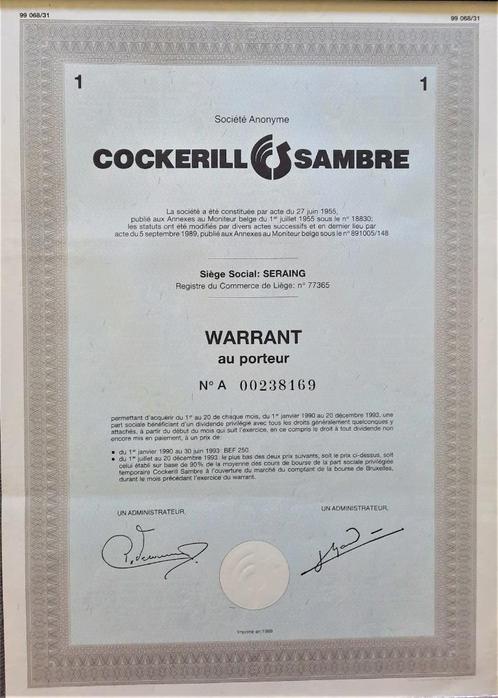 99 068/31
99 068/31
1
1
Société Anonyme
COCKERILL SAMBRE
La société a été constituée par acte du 27 juin 1955,
publié aux Annexes au Moniteur belge du 1er juillet 1955 sous le n° 18830;
les statuts ont été modifiés par divers actes successifs et en dernier lieu par
acte du 5 septembre 1989, publié aux Annexes au Moniteur belge sous le n° 891005/148
Siège Social: SERAING
Registre du Commerce de Liège: n° 77365
WARRANT
au porteur
N° A 00238169
permettant d'acquérir du 1er au 20 de chaque mois, du 1er janvier 1990 au 20 décembre 1993, une
part sociale bénéficiant d'un dividende privilégié avec tous les droits généralement quelconques y
attachés, à partir du début du mois qui suit l'exercice, en ce compris le droit à tout dividende non
encore mis en paiement, à un prix de:
• du 1er janvier 1990 au 30 juin 1993: BEF 250.
• du 1er juillet au 20 décembre 1993: le plus bas des deux prix suivants, soit le prix ci-dessus, soit
celui établi sur base de 90% de la moyenne des cours de bourse de la part sociale privilégiée
temporaire Cockerill Sambre à l'ouverture du marché du comptant de la bourse de Bruxelles,
durant le mois précédant l'exercice du warrant.
UN ADMINISTRATEUR,
UN ADMINISTRATEUR,
Imprimé en 1989